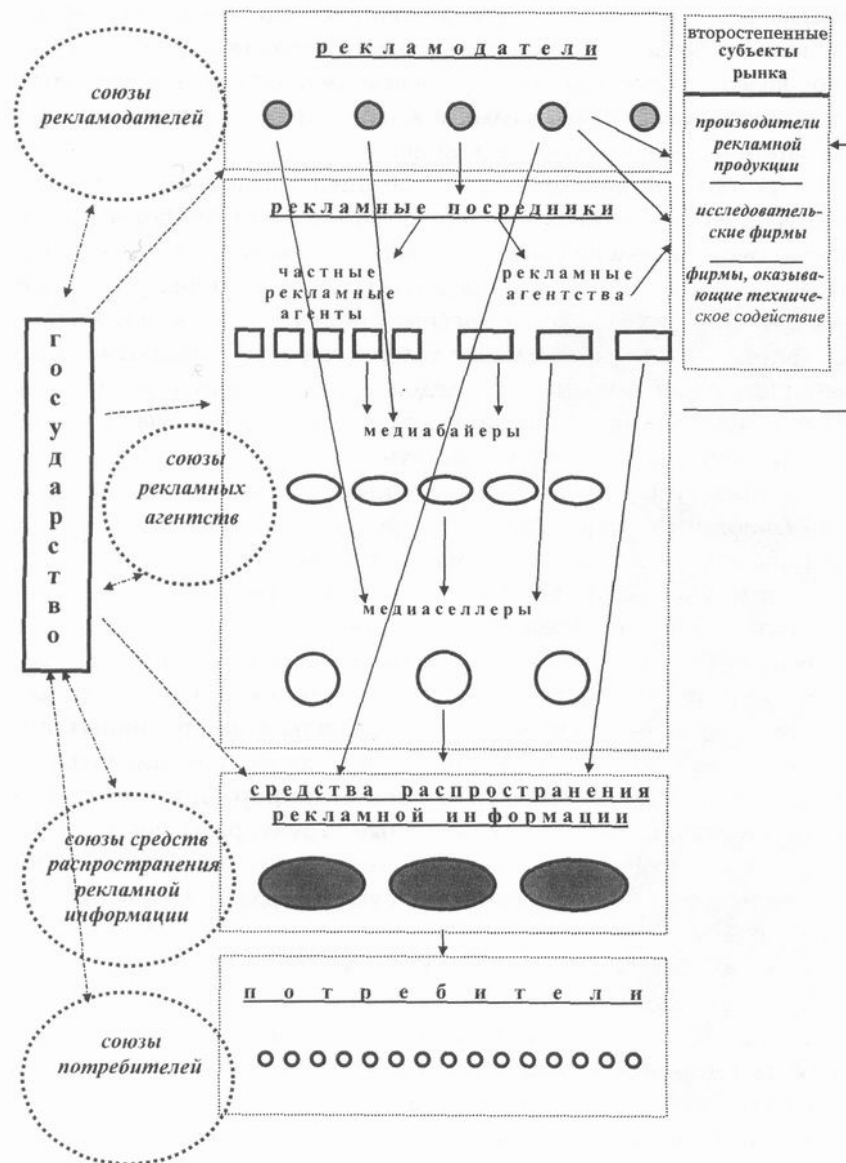 рекламодатели
второстепенные
субъекты
рынка
союзы
рекламодателей
производители
рекламной
продукции
исследователь-
ские фирмы
фирмы, оказыва-
ющие техниче-
ское содействие
рекламные посредники
частные
рекламные
агенты
рекламные
агентства
государство
медиабайеры
союзы
рекламных
агентств
медиаселлеры
средства распространения
рекламной информации
союзы средств
распространения
рекламной
информации
потребители
союзы
потребителей